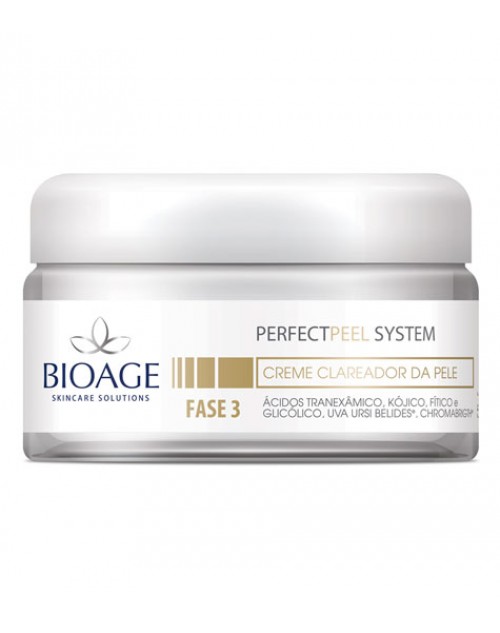 BIOAGE
SKINCARE SOLUTIONS
FASE 3
PERFECTPEEL SYSTEM
CREME CLAREADOR DA PELE
ÁCIDOS TRANEXÂMICO, KÓJICO, FÍTICO e
GLICÓLICO, UVA URSI BELIDES®, CHROMABRIGTH®